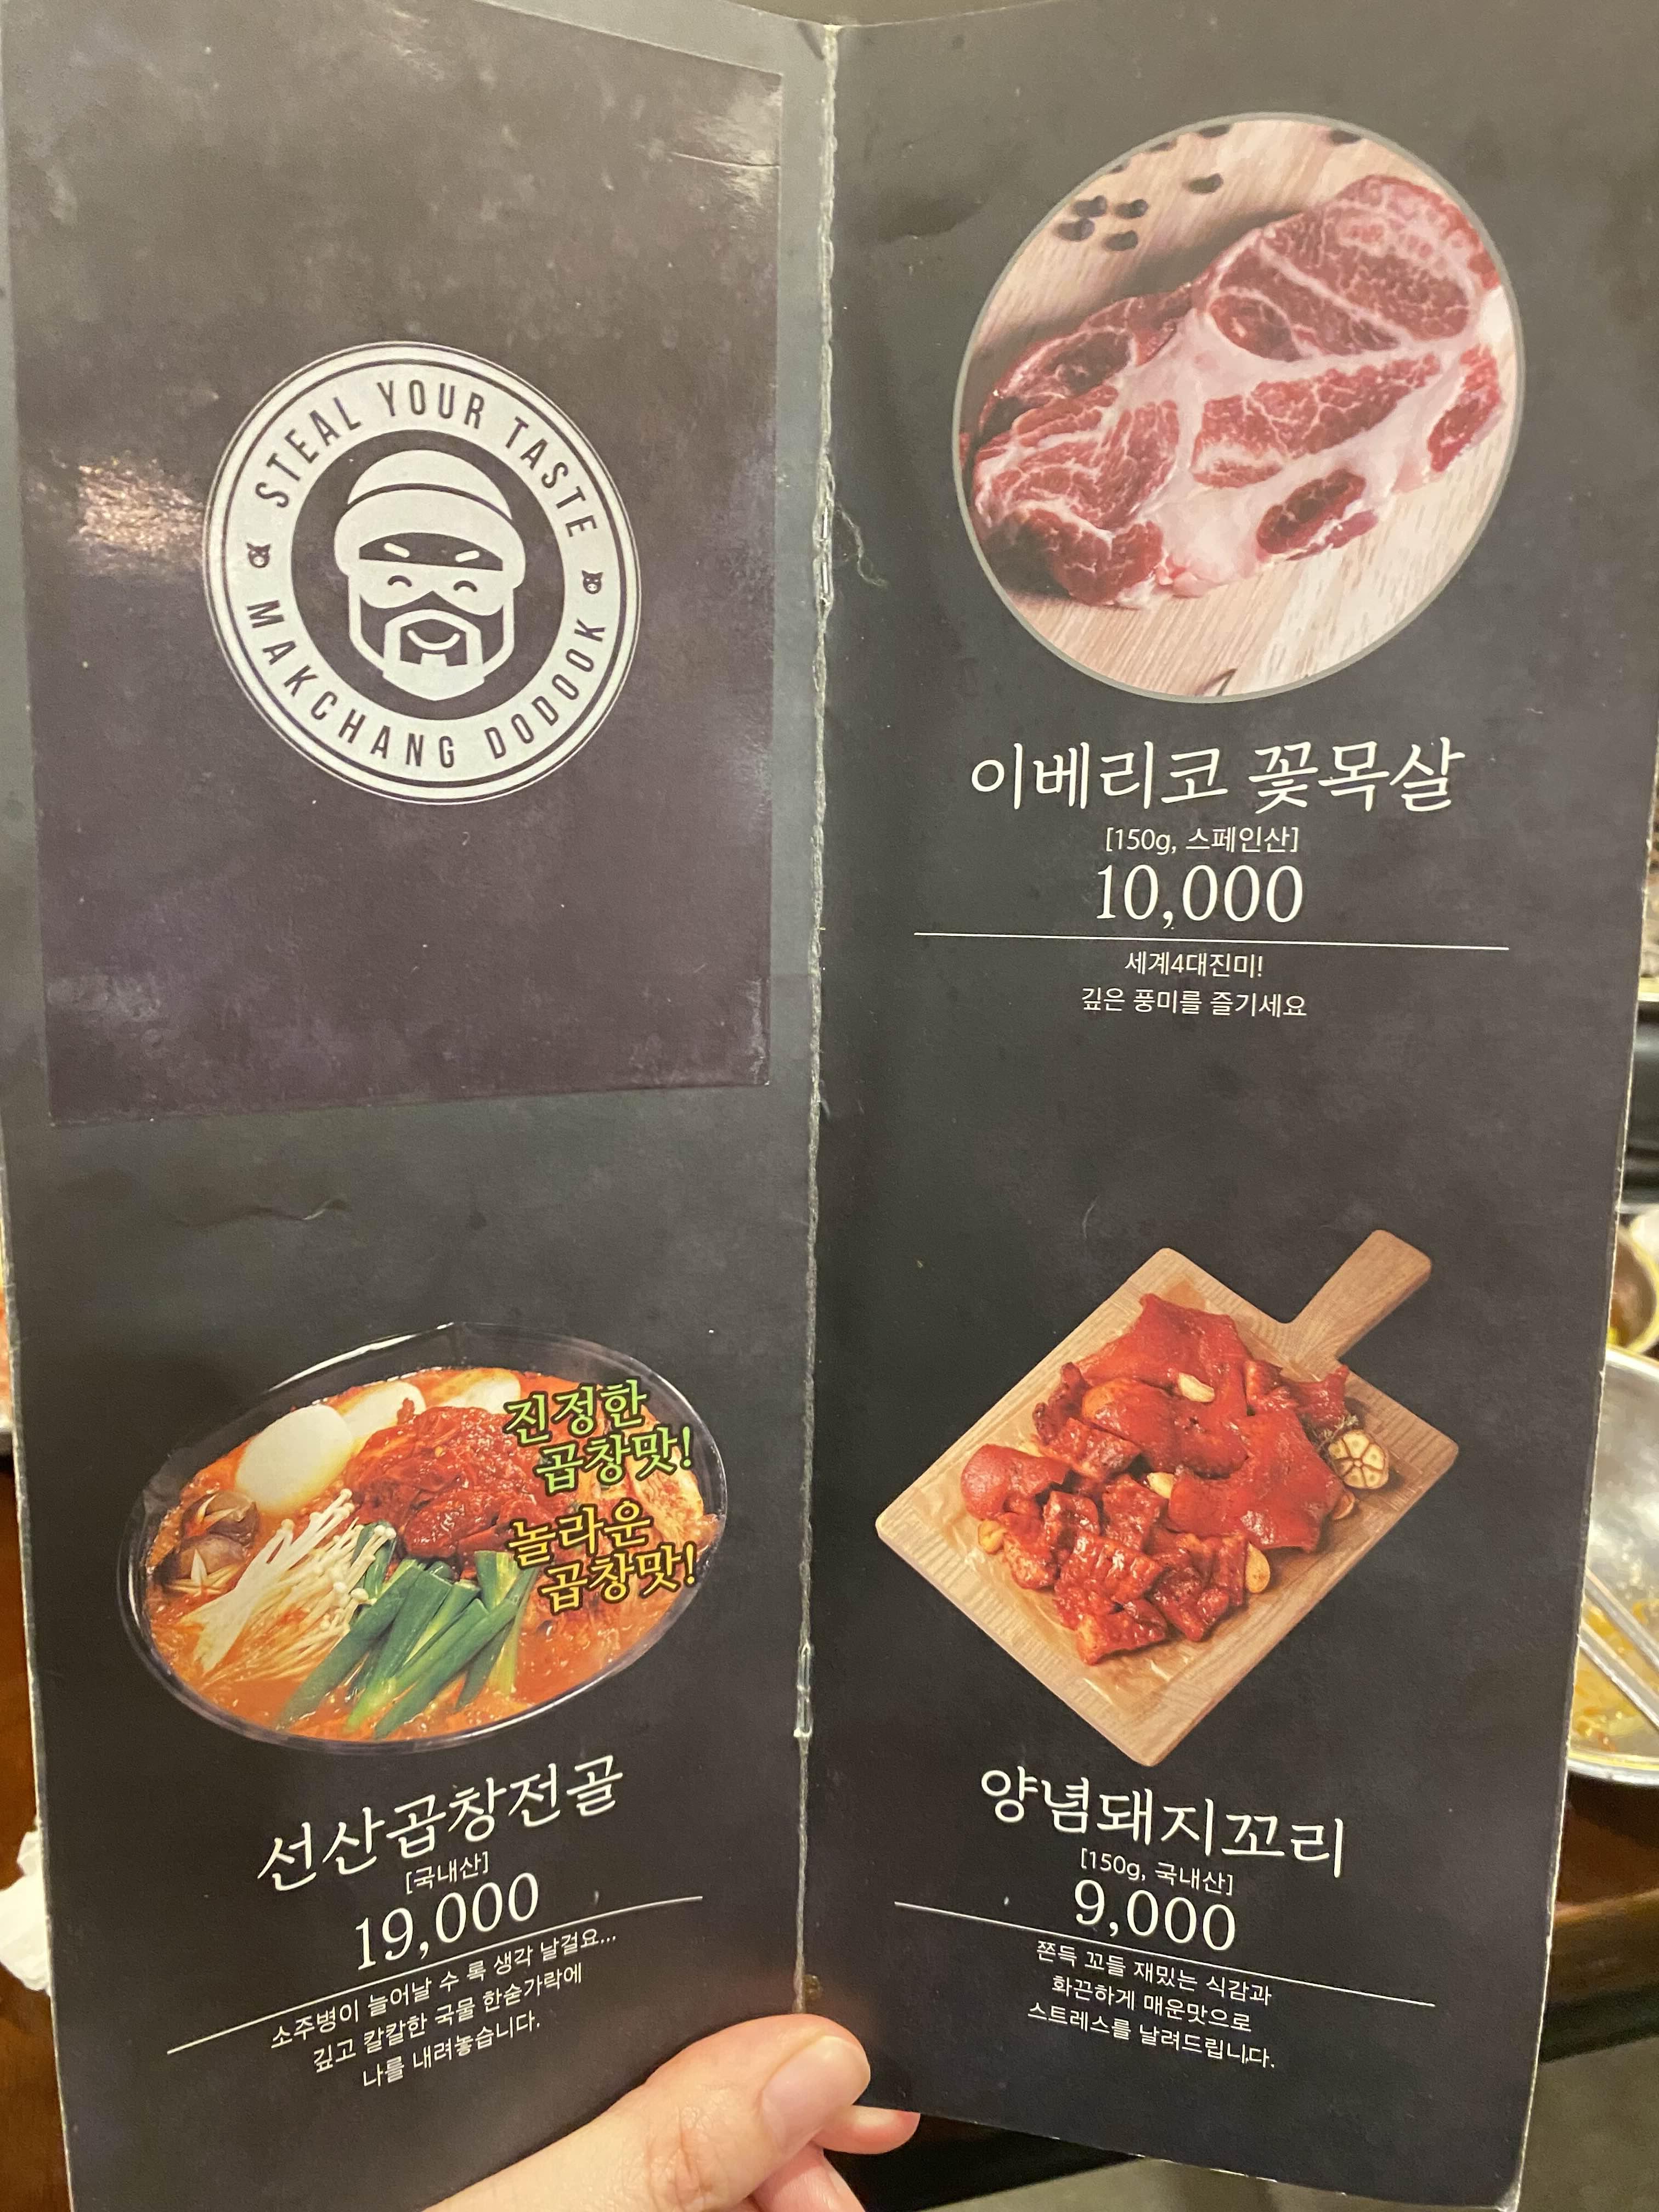 STEAL YOUR TASTE
MAKCHANG DODOOK
진정한
곱창맛!
놀라운
곱창맛!
선산곱창전골
[국내산]
19,000
소주병이 늘어날 수 록 생각 날걸요...
깊고 칼칼한 국물 한숟가락에
나를 내려놓습니다.
이베리코 꽃목살
[150g, 스페인산]
10,000
세계4대진미!
깊은 풍미를 즐기세요
양념돼지꼬리
[150g, 국내산]
9,000
쫀득 꼬들 재밌는 식감과
화끈하게 매운맛으로
스트레스를 날려드립니다.